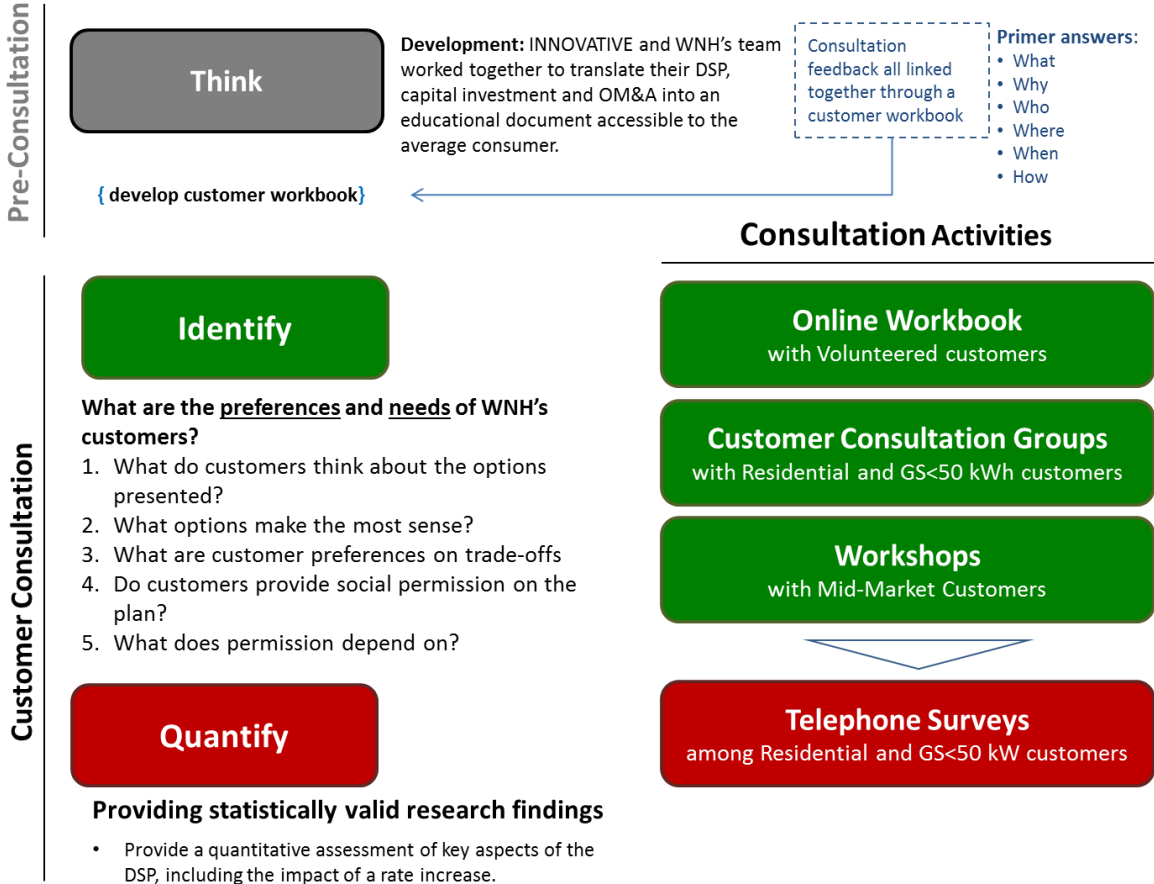 Pre-Consultation
Think
Development: INNOVATIVE and WNH’s team
worked together to translate their DSP,
capital investment and OM&A into an
educational document accessible to the
average consumer.
Consultation
feedback all linked
together through a
customer workbook
Primer answers:
• What
• Why
• Who
• Where
• When
• How
{ develop customer workbook}
Consultation Activities
Customer Consultation
Identify
What are the preferences and needs of WNH’s
customers?
1. What do customers think about the options
presented?
2. What options make the most sense?
3. What are customer preferences on trade-offs
4. Do customers provide social permission on the
plan?
5. What does permission depend on?
Online Workbook
with Volunteered customers
Customer Consultation Groups
with Residential and GS<50 kWh customers
Workshops
with Mid-Market Customers
Quantify
Providing statistically valid research findings
• Provide a quantitative assessment of key aspects of the
DSP, including the impact of a rate increase.
Telephone Surveys
among Residential and GS<50 kW customers